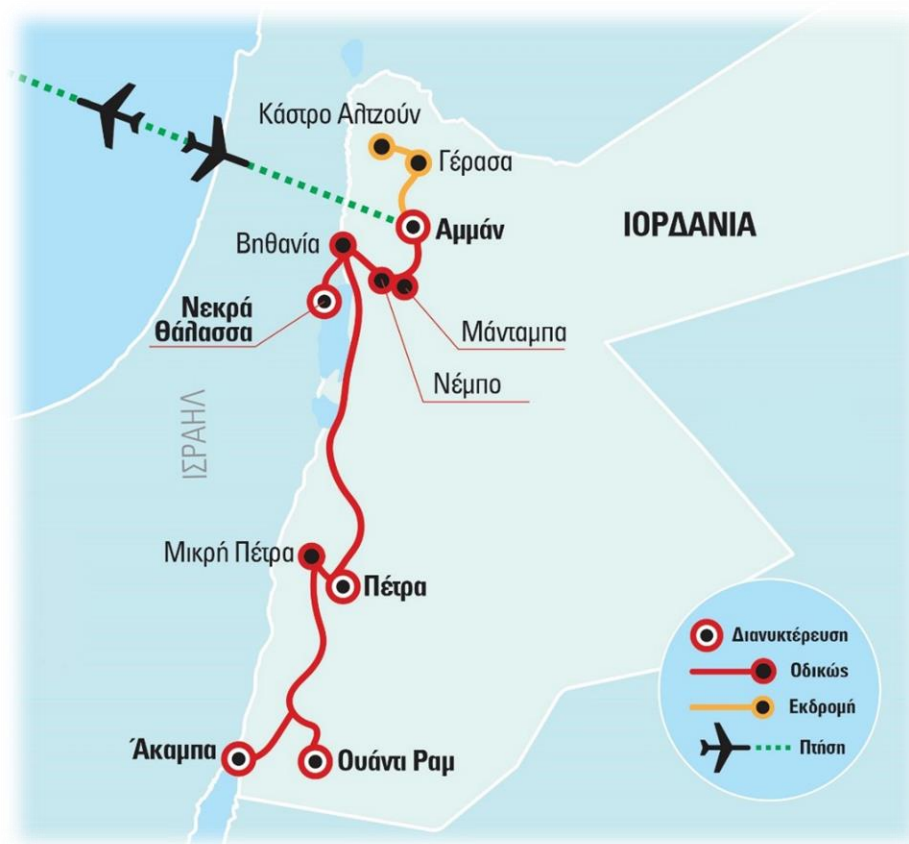 Κάστρο Αλτζούν
Γέρασα
Αμμάν
ΙΟΡΔΑΝΙΑ
Βηθανία
Νεκρά
Θάλασσα
Μάνταμπα
Νέμπο
ΙΣΡΑΗΛ
Μικρή Πέτρα
Πέτρα
Άκαμπα
Ουάντι Ραμ
Διανυκτέρευση
Οδικώς
Εκδρομή
Πτήση